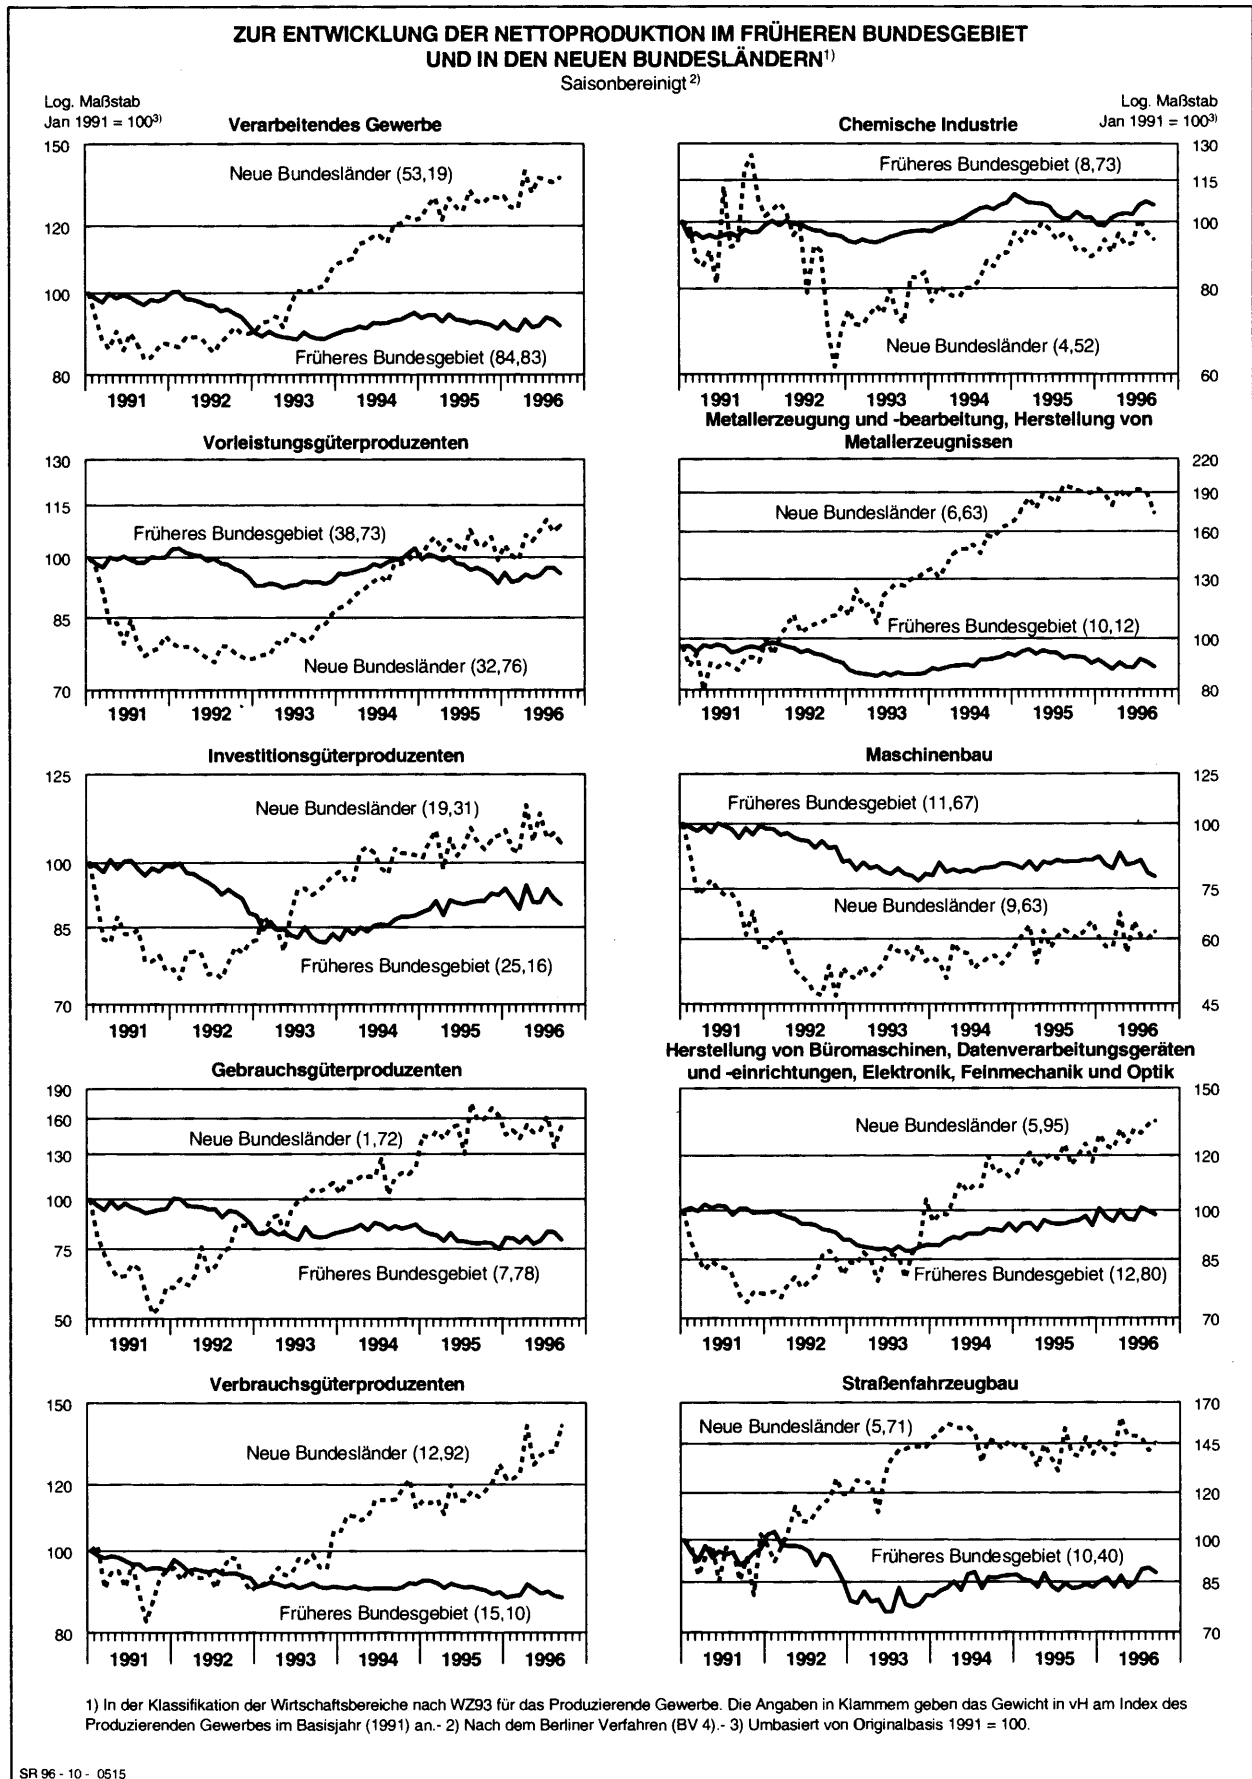 ZUR ENTWICKLUNG DER NETTOPRODUKTION IM FRÜHEREN BUNDESGEBIET
UND IN DEN NEUEN BUNDESLÄNDERN1)
Saisonbereinigt 2)
Log. Maßstab
Jan 1991 = 1003)
Log. Maßstab
Jan 1991 = 1003)
Verarbeitendes Gewerbe
150
120
100
80
Neue Bundesländer (53,19)
Früheres Bundesgebiet (84,83)
1991 1992 1993 1994 1995 1996
Chemische Industrie
130
115
100
80
60
Früheres Bundesgebiet (8,73)
Neue Bundesländer (4,52)
1991 1992 1993 1994 1995 1996
Vorleistungsgüterproduzenten
130
115
100
85
70
Früheres Bundesgebiet (38,73)
Neue Bundesländer (32,76)
1991 1992 1993 1994 1995 1996
Metallerzeugung und -bearbeitung, Herstellung von
Metallerzeugnissen
220
190
160
130
100
80
Neue Bundesländer (6,63)
Früheres Bundesgebiet (10,12)
1991 1992 1993 1994 1995 1996
Investitionsgüterproduzenten
125
100
85
70
Neue Bundesländer (19,31)
Früheres Bundesgebiet (25,16)
1991 1992 1993 1994 1995 1996
Maschinenbau
125
100
75
60
45
Früheres Bundesgebiet (11,67)
Neue Bundesländer (9,63)
1991 1992 1993 1994 1995 1996
Gebrauchsgüterproduzenten
190
160
130
100
75
50
Neue Bundesländer (1,72)
Früheres Bundesgebiet (7,78)
1991 1992 1993 1994 1995 1996
Herstellung von Büromaschinen, Datenverarbeitungsgeräten
und -einrichtungen, Elektronik, Feinmechanik und Optik
150
120
100
85
70
Neue Bundesländer (5,95)
Früheres Bundesgebiet (12,80)
1991 1992 1993 1994 1995 1996
Verbrauchsgüterproduzenten
150
120
100
80
Neue Bundesländer (12,92)
Früheres Bundesgebiet (15,10)
1991 1992 1993 1994 1995 1996
Straßenfahrzeugbau
170
145
120
100
85
70
Neue Bundesländer (5,71)
Früheres Bundesgebiet (10,40)
1991 1992 1993 1994 1995 1996
1) In der Klassifikation der Wirtschaftsbereiche nach WZ93 für das Produzierende Gewerbe. Die Angaben in Klammern geben das Gewicht in vH am Index des
Produzierenden Gewerbes im Basisjahr (1991) an.- 2) Nach dem Berliner Verfahren (BV 4).- 3) Umbasiert von Originalbasis 1991 = 100.
SR 96 - 10 - 0515